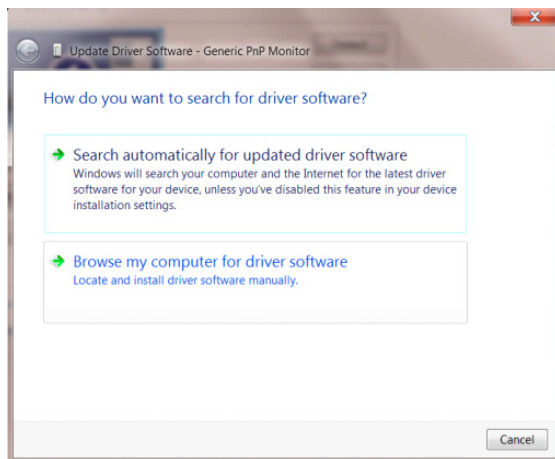 Update Driver Software - Generic PnP Monitor
How do you want to search for driver software?
Search automatically for updated driver software
Windows will search your computer and the Internet for the latest driver
software for your device, unless you've disabled this feature in your device
installation settings.
Browse my computer for driver software
Locate and install driver software manually.
Cancel